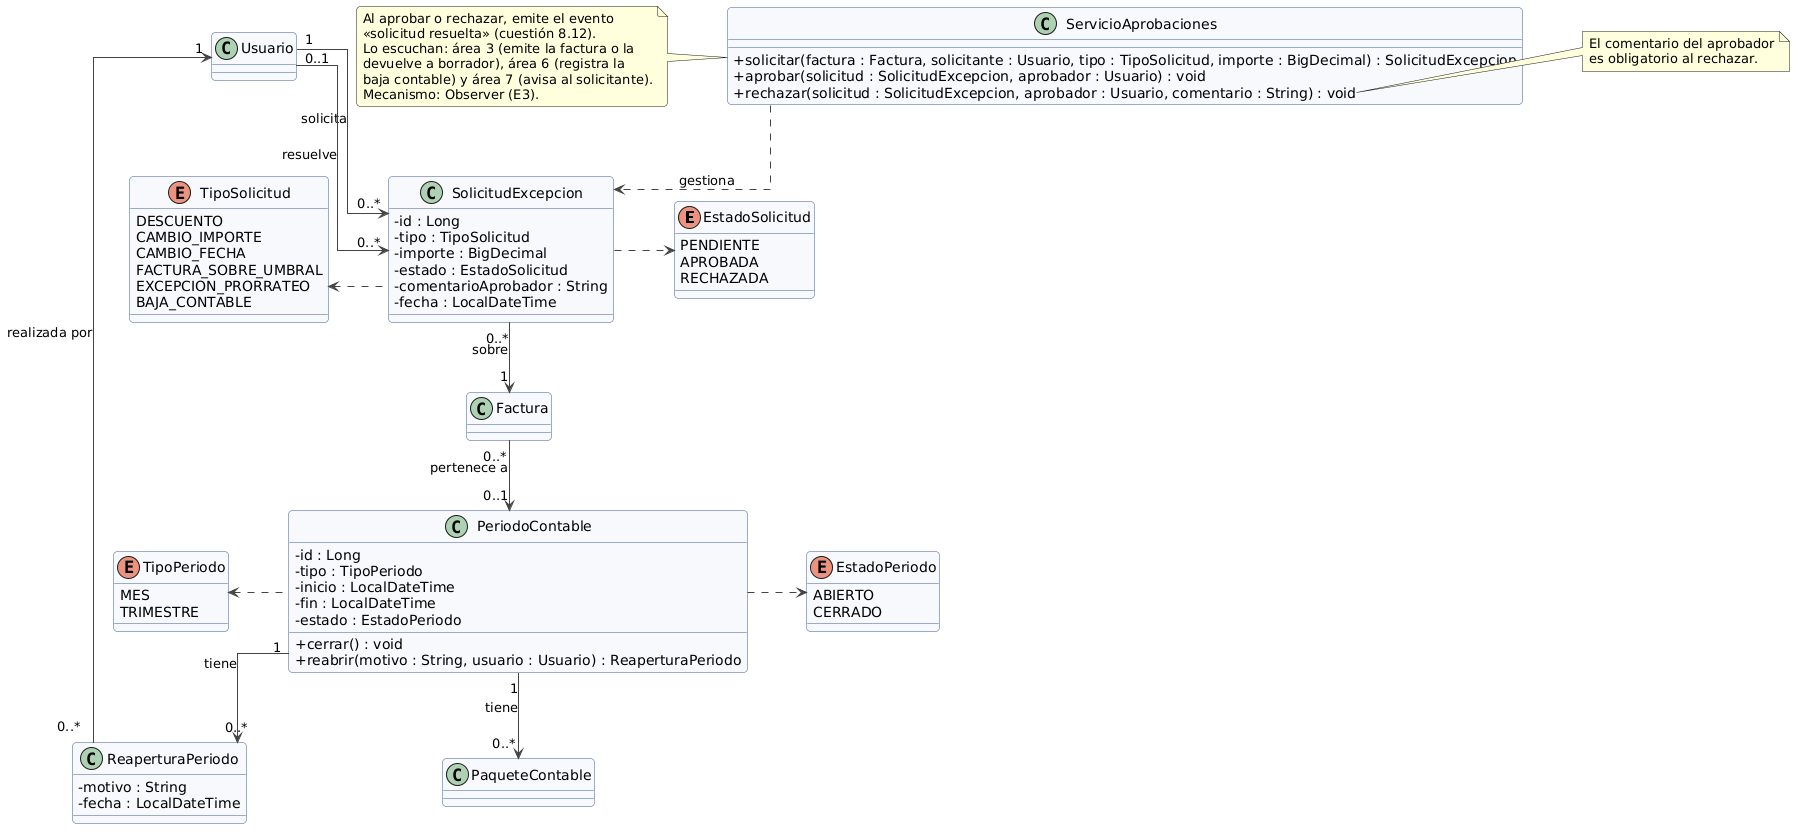 Usuario
Al aprobar o rechazar, emite el evento
«solicitud resuelta» (cuestión 8.12).
Lo escuchan: área 3 (emite la factura o la
devuelve a borrador), área 6 (registra la
baja contable) y área 7 (avisa al solicitante).
Mecanismo: Observer (E3).
ServicioAprobaciones
+solicitar(factura : Factura, solicitante : Usuario, tipo : TipoSolicitud, importe : BigDecimal) : SolicitudExcepcion
+aprobar(solicitud : SolicitudExcepcion, aprobador : Usuario) : void
+rechazar(solicitud : SolicitudExcepcion, aprobador : Usuario, comentario : String) : void
El comentario del aprobador
es obligatorio al rechazar.
1
1
0..1
solicita
resuelve
gestiona
TipoSolicitud
DESCUENTO
CAMBIO_IMPORTE
CAMBIO_FECHA
FACTURA_SOBRE_UMBRAL
EXCEPCION_PRORRATEO
BAJA_CONTABLE
0..*
0..*
SolicitudExcepcion
-id : Long
-tipo : TipoSolicitud
-importe : BigDecimal
-estado : EstadoSolicitud
-comentarioAprobador : String
-fecha : LocalDateTime
EstadoSolicitud
PENDIENTE
APROBADA
RECHAZADA
realizada por
0..*
sobre
1
Factura
0..*
pertenece a
0..1
PeriodoContable
-id : Long
-tipo : TipoPeriodo
-inicio : LocalDateTime
-fin : LocalDateTime
-estado : EstadoPeriodo
+cerrar() : void
+reabrir(motivo : String, usuario : Usuario) : ReaperturaPeriodo
TipoPeriodo
MES
TRIMESTRE
EstadoPeriodo
ABIERTO
CERRADO
1
tiene
0..*
1
tiene
0..*
0..*
ReaperturaPeriodo
-motivo : String
-fecha : LocalDateTime
PaqueteContable